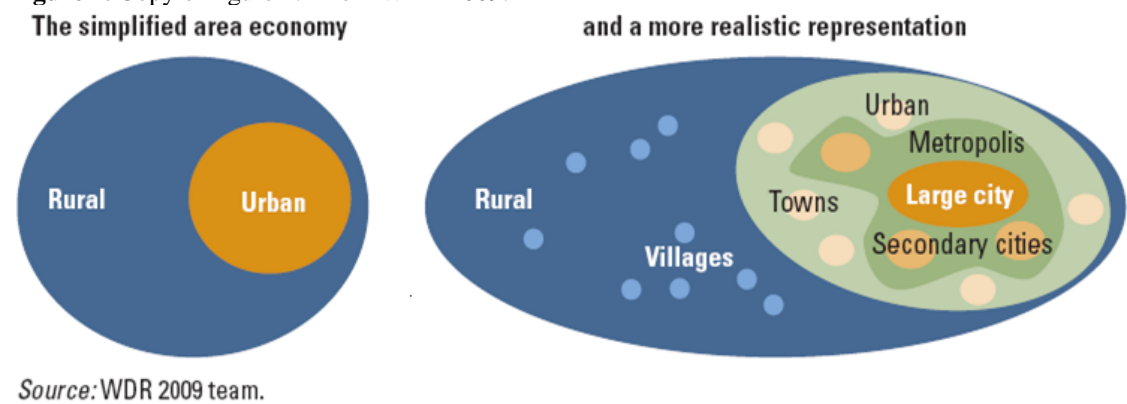 The simplified area economy
and a more realistic representation
Rural
Urban
Rural
Villages
Urban
Metropolis
Towns
Large city
Secondary cities
Source: WDR 2009 team.